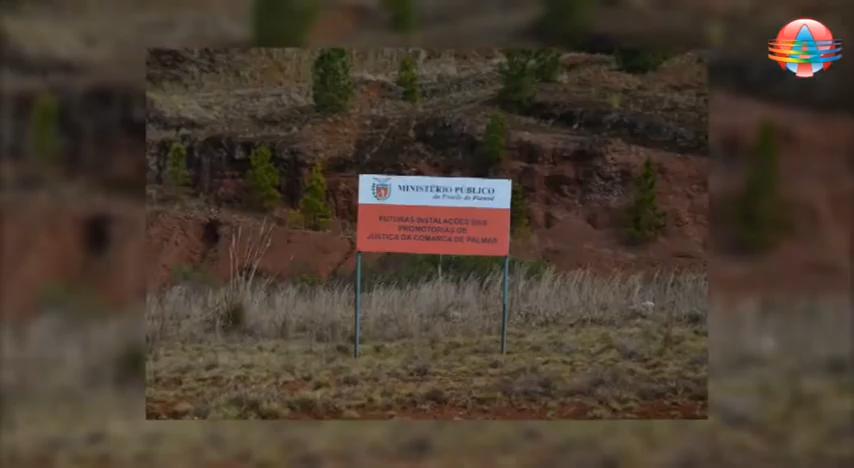 MINISTÉRIO PÚBLICO
do Estado do Paraná
FUTURAS INSTALAÇÕES DAS
PROMOTORIAS DE
JUSTIÇA DA COMARCA DE PALMAS